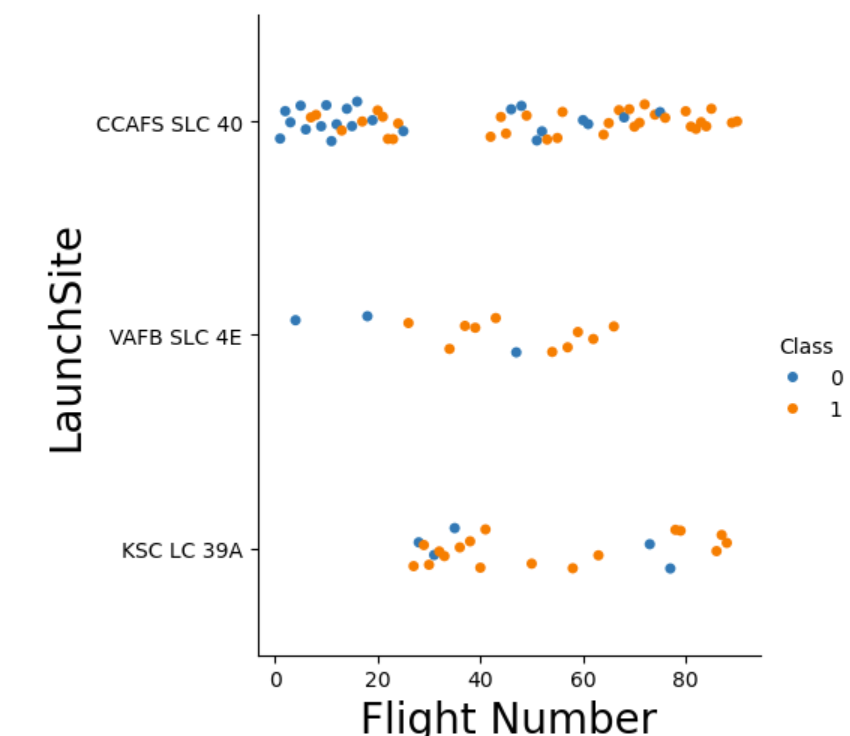 LaunchSite
CCAFS SLC 40
VAFB SLC 4E
KSC LC 39A
0 20 40 60 80
Flight Number
Class
0
1